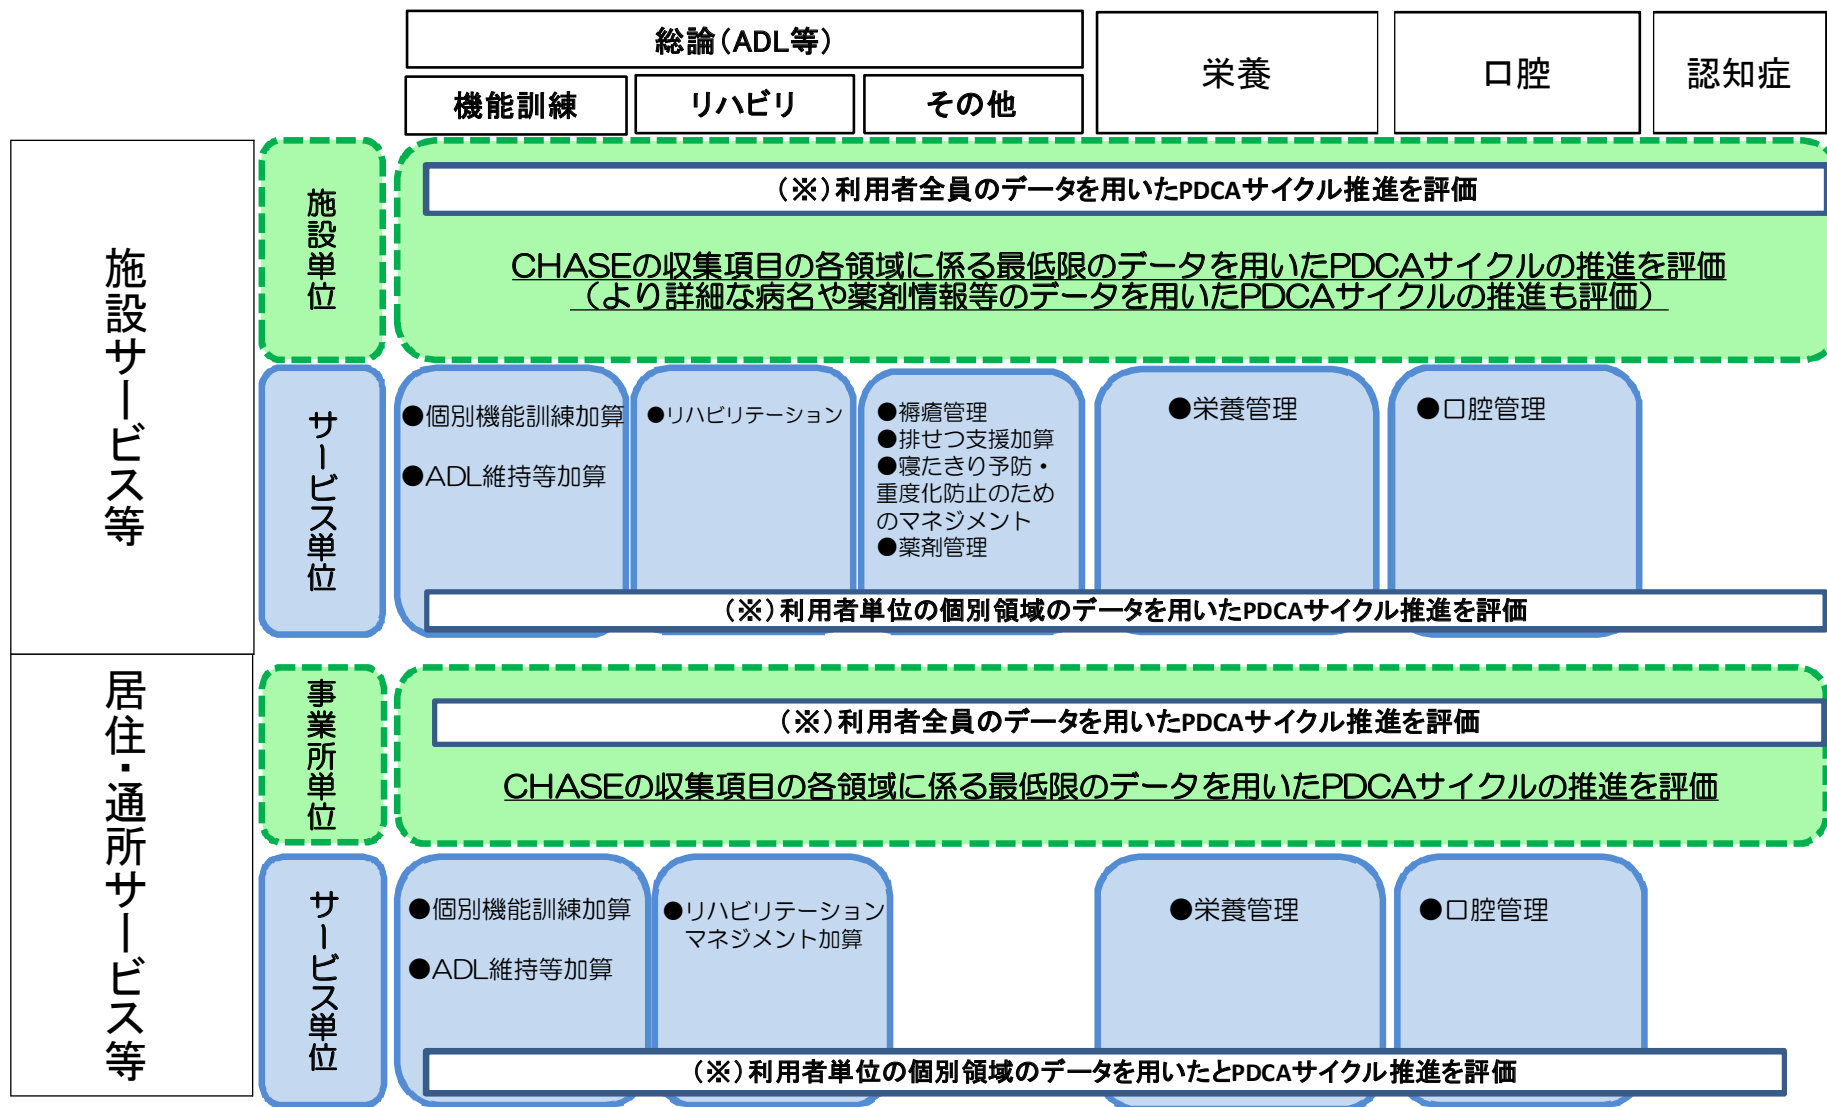 総論（ADL等）
機能訓練
リハビリ
その他
栄養
口腔
認知症
施設サービス等
施設単位
（※）利用者全員のデータを用いたPDCAサイクル推進を評価
CHASEの収集項目の各領域に係る最低限のデータを用いたPDCAサイクルの推進を評価
（より詳細な病名や薬剤情報等のデータを用いたPDCAサイクルの推進も評価）
サービス単位
●個別機能訓練加算
●ADL維持等加算
●リハビリテーション
●褥瘡管理
●排せつ支援加算
●寝たきり予防・
重度化防止のため
のマネジメント
●薬剤管理
●栄養管理
●口腔管理
（※）利用者単位の個別領域のデータを用いたPDCAサイクル推進を評価
居住・通所サービス等
事業所単位
（※）利用者全員のデータを用いたPDCAサイクル推進を評価
CHASEの収集項目の各領域に係る最低限のデータを用いたPDCAサイクルの推進を評価
サービス単位
●個別機能訓練加算
●ADL維持等加算
●リハビリテーション
マネジメント加算
●栄養管理
●口腔管理
（※）利用者単位の個別領域のデータを用いたとPDCAサイクル推進を評価